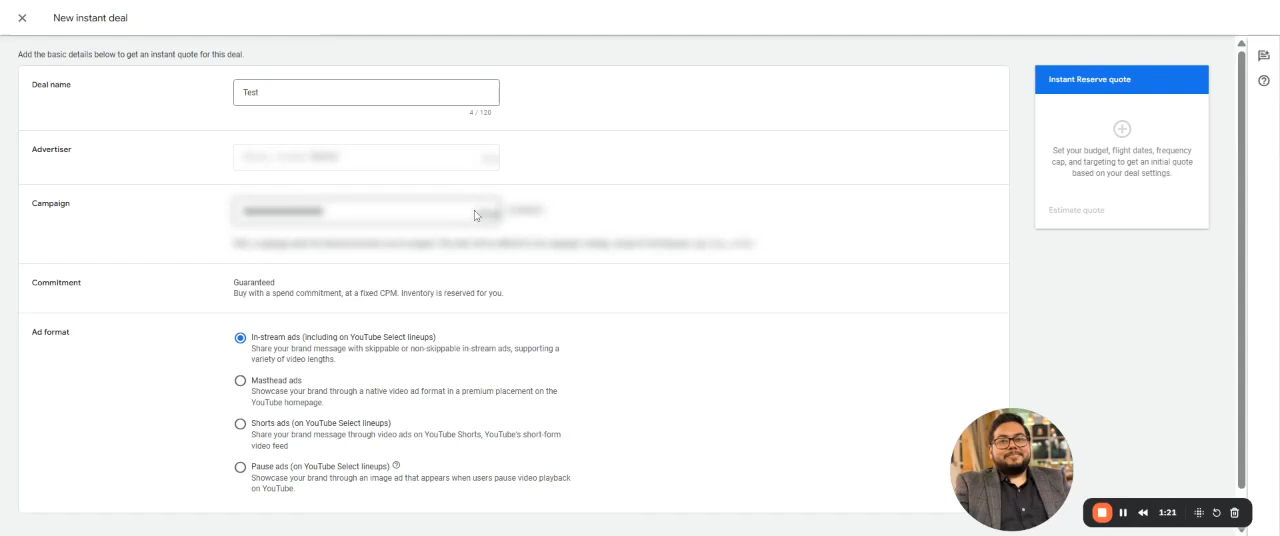 New instant deal
Add the basic details below to get an instant quote for this deal.
Deal name
Test
4 / 120
Advertiser
Campaign
Commitment
Guaranteed
Buy with a spend commitment, at a fixed CPM. Inventory is reserved for you.
Ad format
In-stream ads (including on YouTube Select lineups)
Share your brand message with skippable or non-skippable in-stream ads, supporting a
variety of video lengths.
Masthead ads
Showcase your brand through a native video ad format in a premium placement on the
YouTube homepage.
Shorts ads (on YouTube Select lineups)
Share your brand message through video ads on YouTube Shorts, YouTube's short-form
video feed
Pause ads (on YouTube Select lineups)
Showcase your brand through an image ad that appears when users pause video playback
on YouTube.
Instant Reserve quote
Set your budget, flight dates, frequency
cap, and targeting to get an initial quote
based on your deal settings.
Estimate quote
1:21